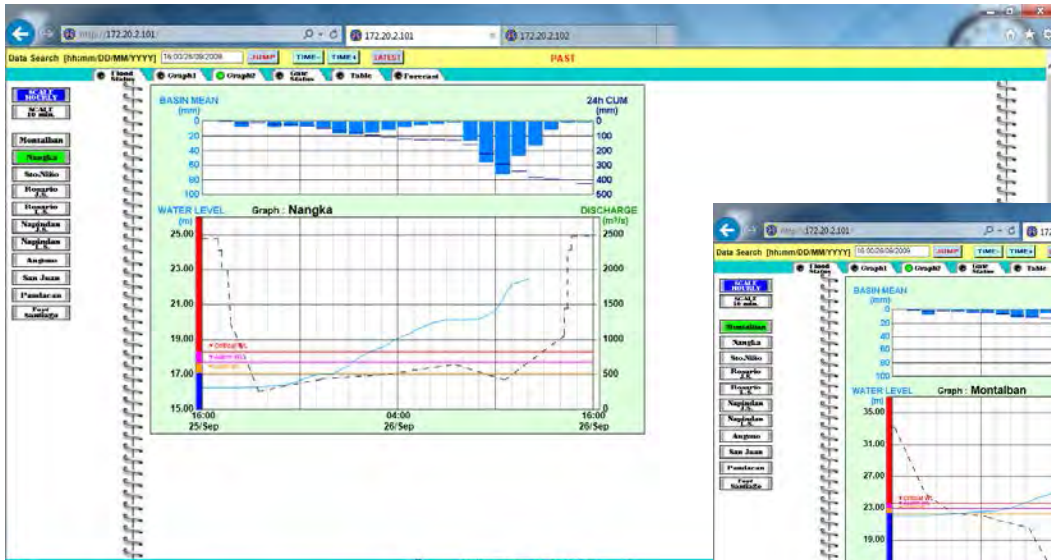 http://172.20.2.101
172.20.2.101
172.20.2.102
Data Search [hh:mm/DD/MM/YYYY] 16:00/26/09/2009 JUMP TIME- TIME+ LATEST PAST
Flood Status Graph1 Graph2 Gate Status Table Forecast
SCALE HOURLY
SCALE 10 min.
Montalban
Nangka
Sto.Niño
Rosario J.S.
Rosario L.S.
Napindan J.S.
Napindan L.S.
Angono
San Juan
Pandacan
Fort Santiago
BASIN MEAN (mm)
24h CUM (mm)
0 0
20 100
40 200
60 300
80 400
100 500
WATER LEVEL (m)
Graph : Nangka
DISCHARGE (m³/s)
25.00 2500
23.00 2000
21.00 1500
19.00 1000
Critical WL
Alarm WL
17.00 500
15.00 0
16:00 04:00 16:00
25/Sep 26/Sep 26/Sep
http://172.20.2.101
Data Search [hh:mm/DD/MM/YYYY] 16:00/26/09/2009 JUMP TIME- TIME+
Flood Status Graph1 Graph2 Gate Status Table
SCALE HOURLY
SCALE 10 min.
Montalban
Nangka
Sto.Niño
Rosario J.S.
Rosario L.S.
Napindan J.S.
Napindan L.S.
Angono
San Juan
Pandacan
Fort Santiago
BASIN MEAN (mm)
0
20
40
60
80
100
WATER LEVEL (m)
Graph : Montalban
35.00
31.00
27.00
Critical WL
23.00
19.00